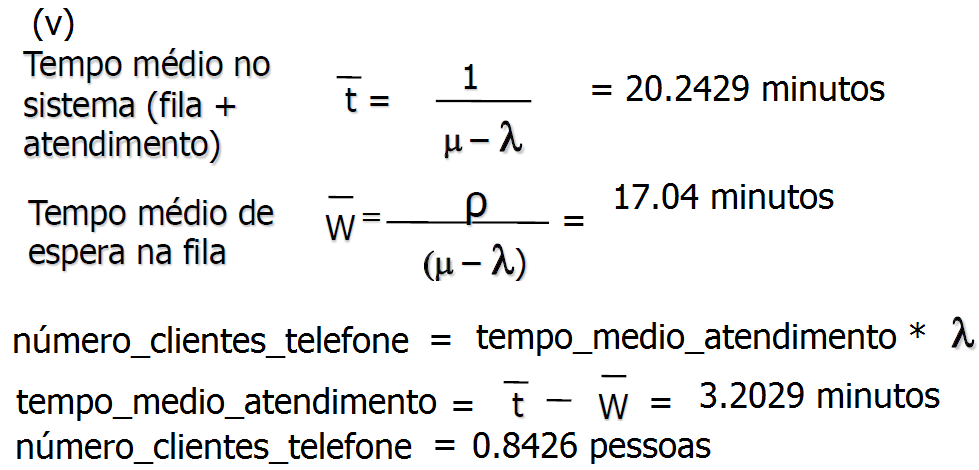 (v)
Tempo médio no
sistema (fila +
atendimento)
t̅ = 1 / μ – λ = 20.2429 minutos
Tempo médio de
espera na fila
W̅ = ρ / (μ – λ) = 17.04 minutos
número_clientes_telefone = tempo_medio_atendimento * λ
tempo_medio_atendimento = t̅ – W̅ = 3.2029 minutos
número_clientes_telefone = 0.8426 pessoas